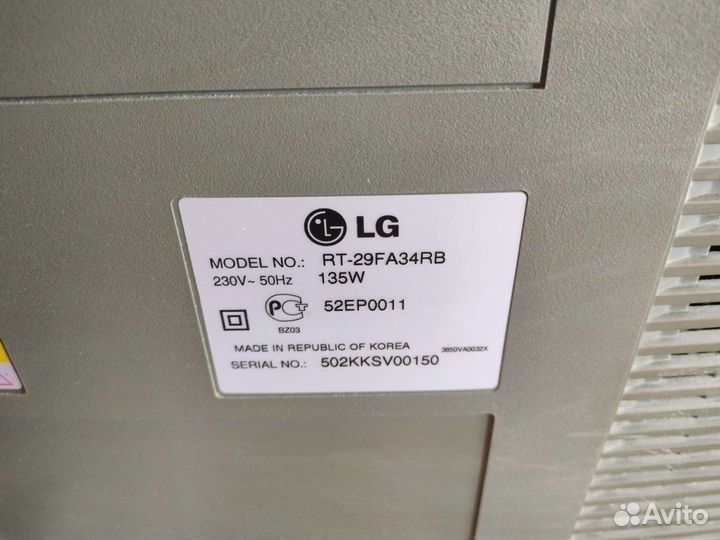 LG
MODEL NO.: RT-29FA34RB
230V~ 50Hz 135W
52EP0011
BZ03
MADE IN REPUBLIC OF KOREA 3850VA0032X
SERIAL NO.: 502KKSV00150
Avito